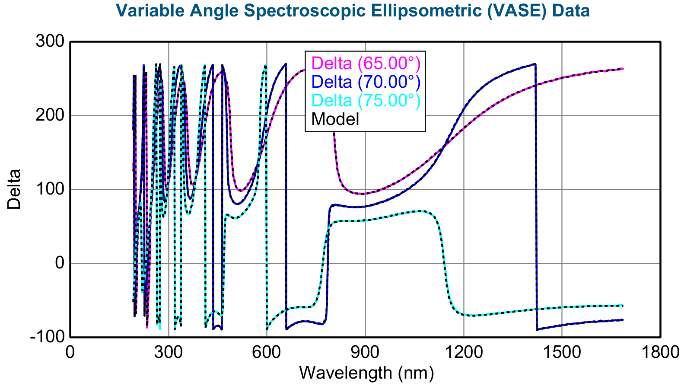 Variable Angle Spectroscopic Ellipsometric (VASE) Data
300
200
100
0
-100
Delta
Delta (65.00°)
Delta (70.00°)
Delta (75.00°)
Model
0 300 600 900 1200 1500 1800
Wavelength (nm)